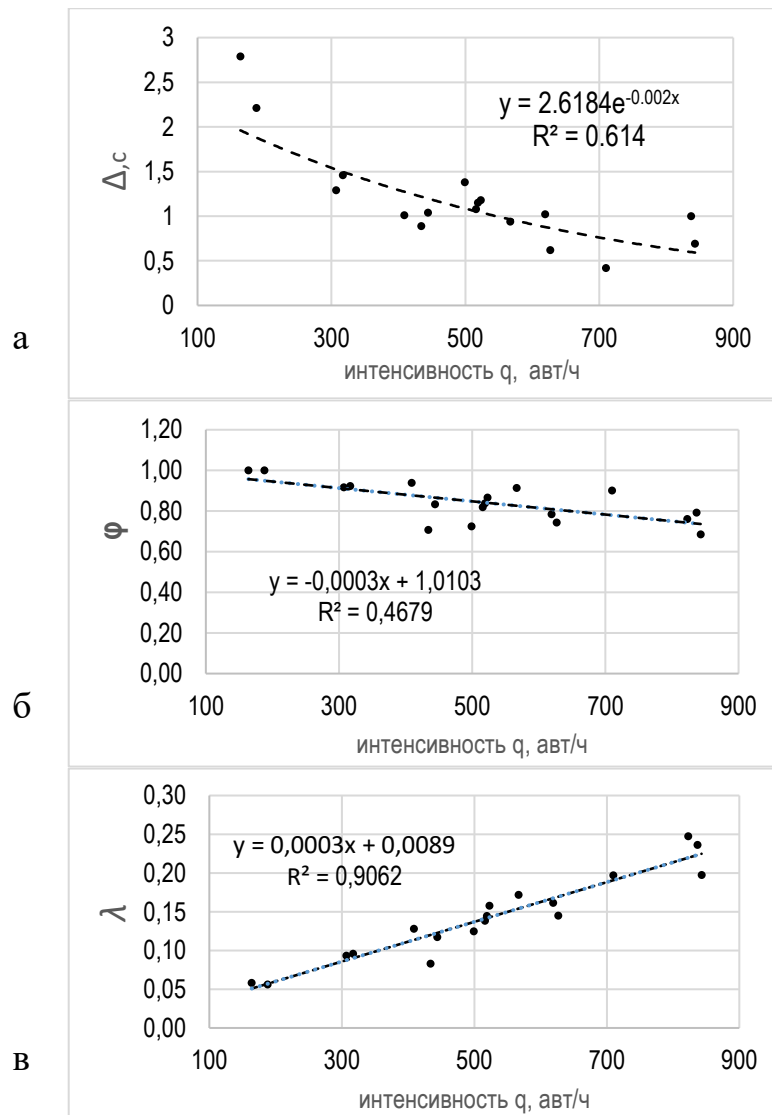 3
2,5
2
1,5
1
0,5
0
Δ,с
y = 2.6184e^-0.002x
R² = 0.614
100 300 500 700 900
интенсивность q, авт/ч
а
1,20
1,00
0,80
0,60
0,40
0,20
0,00
φ
y = -0,0003x + 1,0103
R² = 0,4679
100 300 500 700 900
интенсивность q, авт/ч
б
0,30
0,25
0,20
0,15
0,10
0,05
0,00
λ
y = 0,0003x + 0,0089
R² = 0,9062
100 300 500 700 900
интенсивность q, авт/ч
в